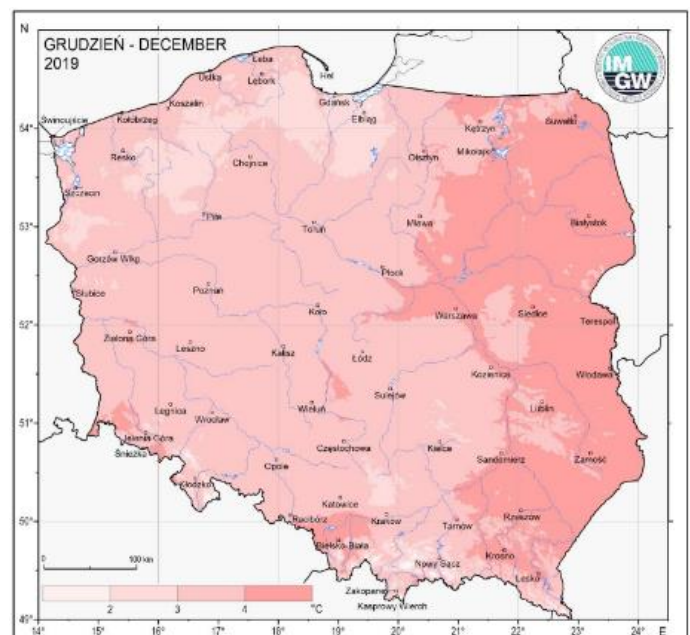 N
GRUDZIEŃ - DECEMBER
2019
IM
GW
Łeba
Ustka
Lębork
Hel
Koszalin
Gdańsk
Elbląg
Kętrzyn
Suwałki
Świnoujście
Kołobrzeg
Resko
Chojnice
Olsztyn
Mikołajki
Szczecin
Piła
Toruń
Mława
Białystok
Gorzów Wlkp
Płock
Słubice
Poznań
Koło
Warszawa
Siedlce
Terespol
Zielona Góra
Leszno
Kalisz
Łódź
Kozienice
Włodawa
Legnica
Wrocław
Wieluń
Sulejów
Lublin
Jelenia Góra
Śnieżka
Częstochowa
Kielce
Sandomierz
Zamość
Kłodzko
Opole
Katowice
Racibórz
Kraków
Tarnów
Rzeszów
Bielsko-Biała
Nowy Sącz
Krosno
Lesko
Zakopane
Kasprowy Wierch
0 100 km
2 3 4 °C
54°
53°
52°
51°
50°
49°
14° 15° 16° 17° 18° 19° 20° 21° 22° 23° 24° E